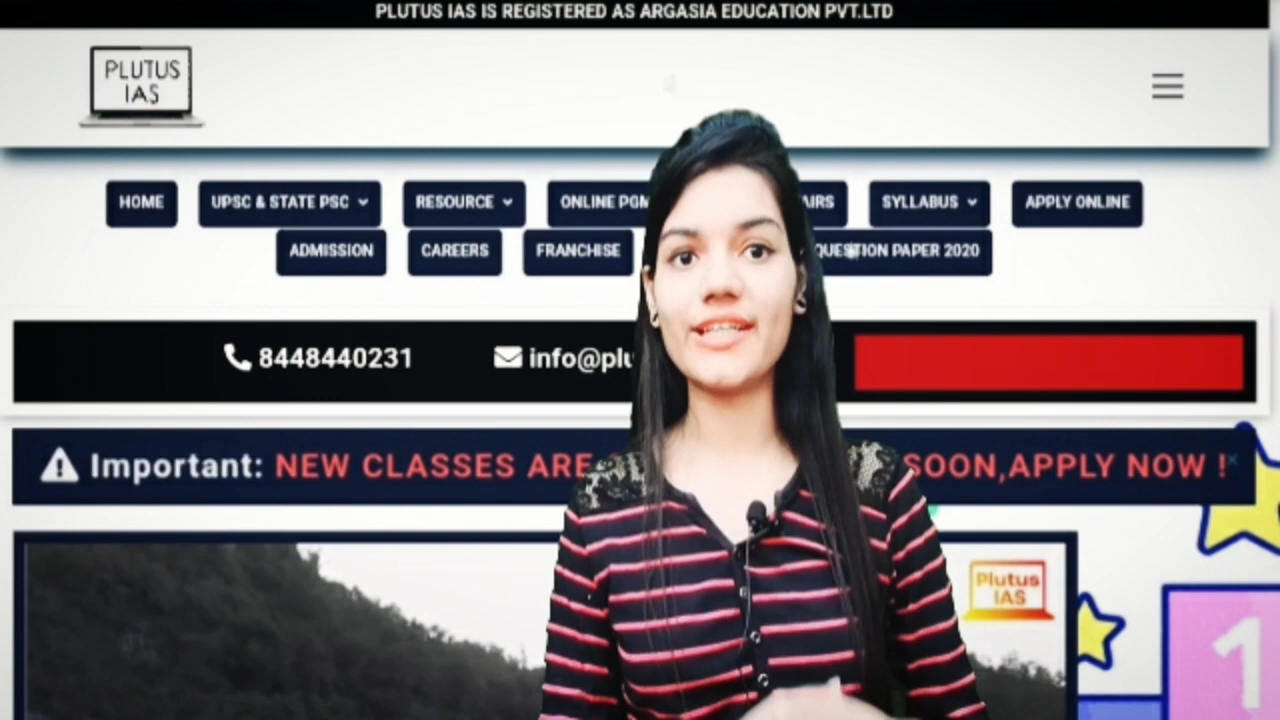 PLUTUS IAS IS REGISTERED AS ARGASIA EDUCATION PVT.LTD
PLUTUS
IAS
HOME UPSC & STATE PSC RESOURCE ONLINE PGM AIRS SYLLABUS APPLY ONLINE
ADMISSION CAREERS FRANCHISE QUESTION PAPER 2020
8448440231 info@plu
Important: NEW CLASSES ARE SOON,APPLY NOW !
Plutus
IAS
1